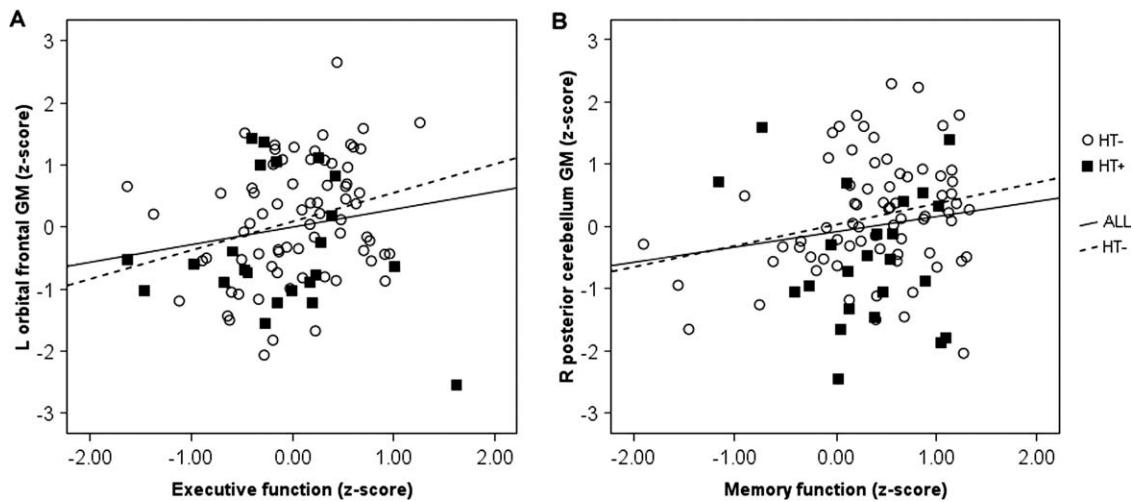 A
L orbital frontal GM (z-score)
3
2
1
0
-1
-2
-3
-2.00 -1.00 0.00 1.00 2.00
Executive function (z-score)
B
R posterior cerebellum GM (z-score)
3
2
1
0
-1
-2
-3
-2.00 -1.00 0.00 1.00 2.00
Memory function (z-score)
HT-
HT+
ALL
HT-